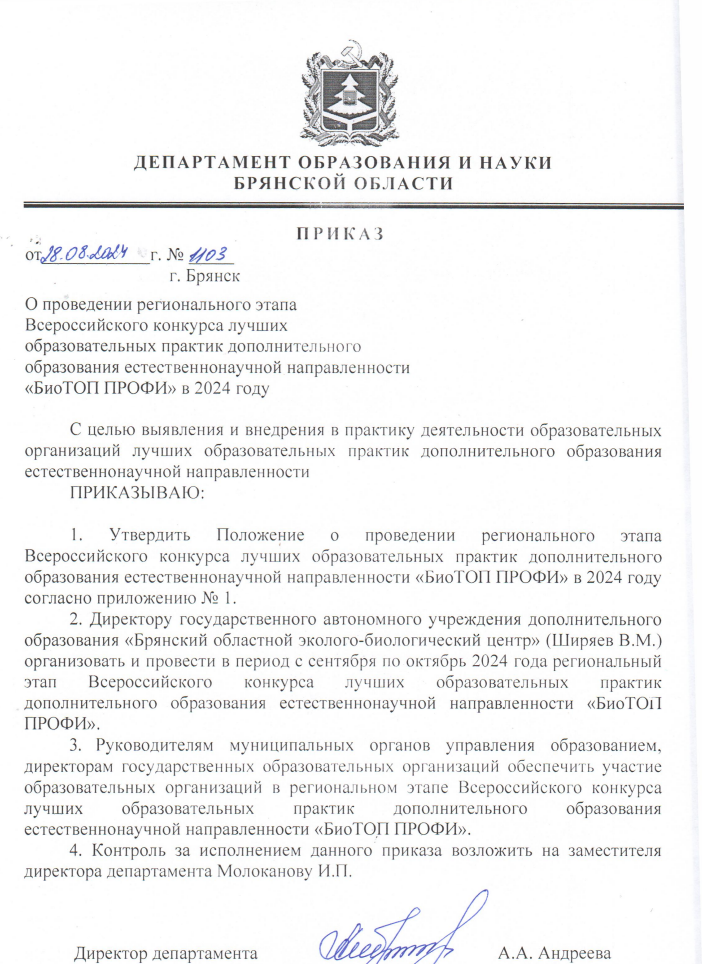 ДЕПАРТАМЕНТ ОБРАЗОВАНИЯ И НАУКИ
БРЯНСКОЙ ОБЛАСТИ
ПРИКАЗ
от 28.08.2024 г. № 1103
г. Брянск
О проведении регионального этапа
Всероссийского конкурса лучших
образовательных практик дополнительного
образования естественнонаучной направленности
«БиоТОП ПРОФИ» в 2024 году
С целью выявления и внедрения в практику деятельности образовательных
организаций лучших образовательных практик дополнительного образования
естественнонаучной направленности
ПРИКАЗЫВАЮ:
1. Утвердить Положение о проведении регионального этапа
Всероссийского конкурса лучших образовательных практик дополнительного
образования естественнонаучной направленности «БиоТОП ПРОФИ» в 2024 году
согласно приложению № 1.
2. Директору государственного автономного учреждения дополнительного
образования «Брянский областной эколого-биологический центр» (Ширяев В.М.)
организовать и провести в период с сентября по октябрь 2024 года региональный
этап Всероссийского конкурса лучших образовательных практик
дополнительного образования естественнонаучной направленности «БиоТОП
ПРОФИ».
3. Руководителям муниципальных органов управления образованием,
директорам государственных образовательных организаций обеспечить участие
образовательных организаций в региональном этапе Всероссийского конкурса
лучших образовательных практик дополнительного образования
естественнонаучной направленности «БиоТОП ПРОФИ».
4. Контроль за исполнением данного приказа возложить на заместителя
директора департамента Молоканову И.П.
Директор департамента А.А. Андреева